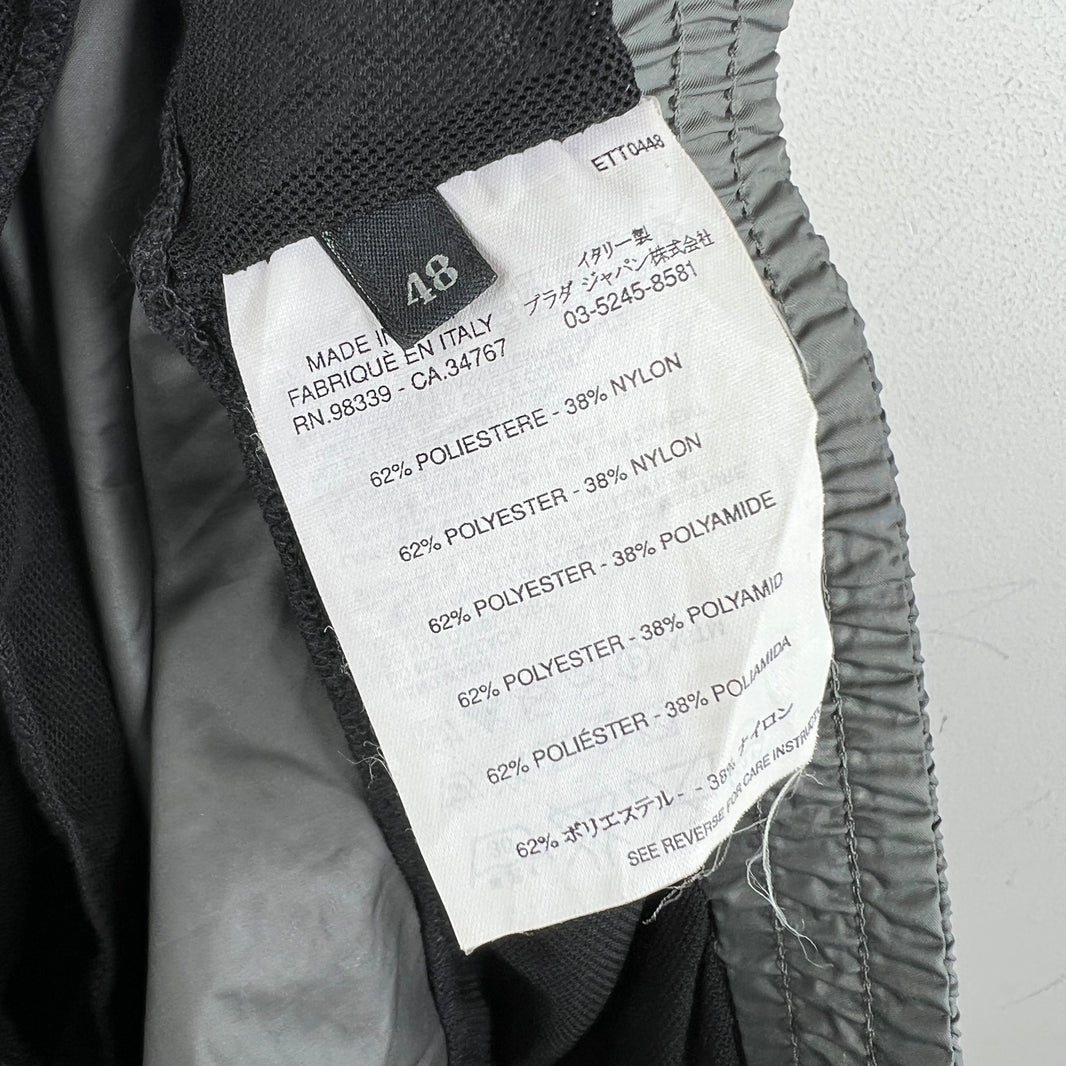 ETT0448
48
イタリー製
プラダ ジャパン株式会社
03-5245-8581
MADE IN
FABRIQUÈ EN ITALY
RN.98339 - CA.34767
62% POLIESTERE - 38% NYLON
62% POLYESTER - 38% NYLON
62% POLYESTER - 38% POLYAMIDE
62% POLYESTER - 38% POLYAMID
62% POLIÉSTER - 38% POLIAMIDA
62% ポリエステル - - 38% ナイロン
SEE REVERSE FOR CARE